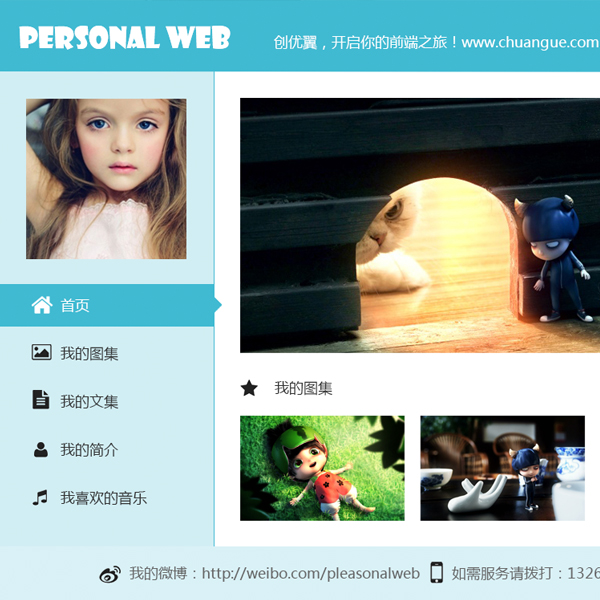 PERSONAL WEB
创优翼，开启你的前端之旅！www.chuangue.com
首页
我的图集
我的文集
我的简介
我喜欢的音乐
我的图集
我的微博：http://weibo.com/pleasonalweb 如需服务请拨打：1326